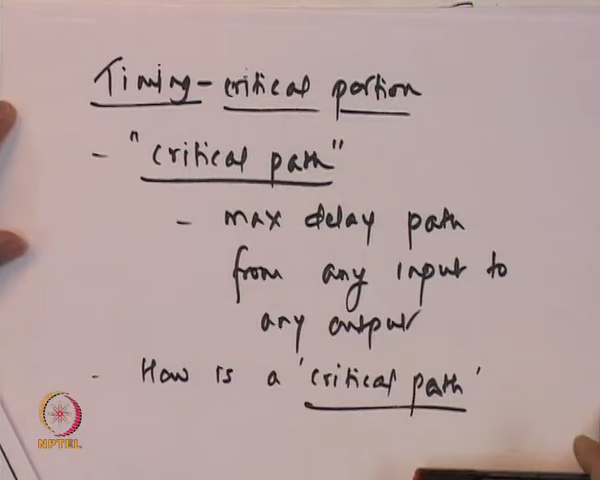 Timing-critical portion
- "critical path"
- max delay path
from any input to
any output
- How is a 'critical path'
NPTEL